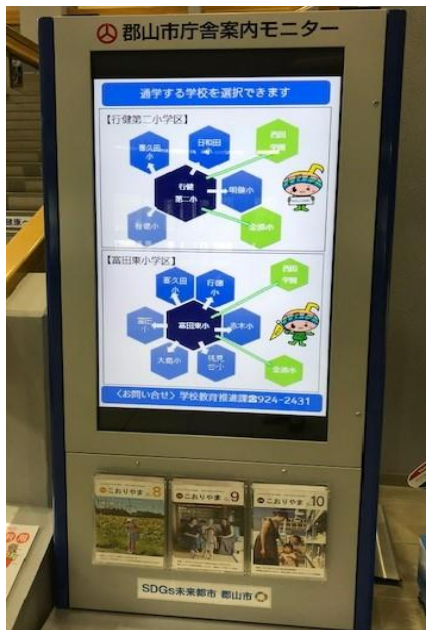 郡山市庁舎案内モニター
通学する学校を選択できます
【行健第二小学区】
喜久田
小
日和田
小
西田
学園
行健
第二小
明健小
行健小
金透小
【富田東小学区】
喜久田
小
行健
小
西田
学園
富田
小
富田東小
赤木小
大島小
桃見
台小
金透小
〈お問い合せ〉学校教育推進課☎924-2431
こおりやま 8
こおりやま 9
こおりやま 10
SDGs未来都市 郡山市